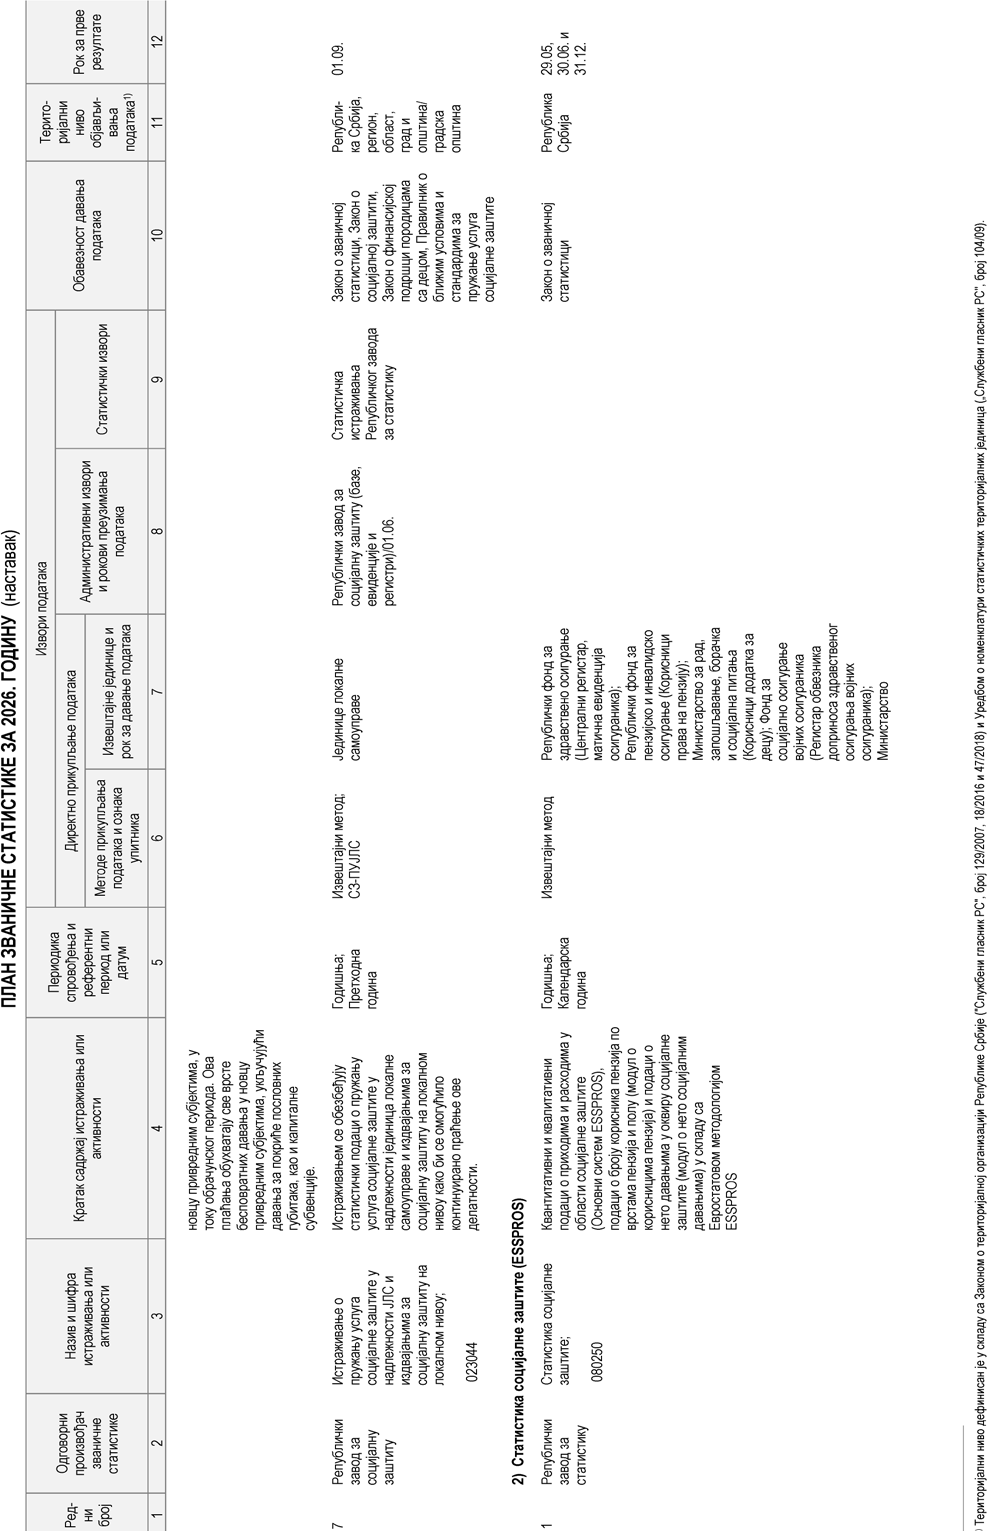 ПЛАН ЗВАНИЧНЕ СТАТИСТИКЕ ЗА 2026. ГОДИНУ (наставак)
Ред-
ни
број
Одговорни
произвођач
званичне
статистике
Назив и шифра
истраживања или
активности
Кратак садржај истраживања или
активности
Периодика
спровођења и
референтни
период или
датум
Извори података
Директно прикупљање података
Методе прикупљања
података и ознака
упитника
Извештајне јединице и
рок за давање података
Административни извори
и рокови преузимања
података
Статистички извори
Обавезност давања
података
Терито-
ријални
ниво
објављи-
вања
података1)
Рок за прве
резултате
1
2
3
4
5
6
7
8
9
10
11
12
новцу привредним субјектима, у
току обрачунског периода. Ова
плаћања обухватају све врсте
бесповратних давања у новцу
привредним субјектима, укључујући
давања за покриће пословних
губитака, као и капиталне
субвенције.
7
Републички
завод за
социјалну
заштиту
Истраживање о
пружању услуга
социјалне заштите у
надлежности ЈЛС и
издвајањима за
социјалну заштиту на
локалном нивоу;
023044
Истраживањем се обезбеђују
статистички подаци о пружању
услуга социјалне заштите у
надлежности јединица локалне
самоуправе и издвајањима за
социјалну заштиту на локалном
нивоу како би се омогућило
континуирано праћење ове
делатности.
Годишња;
Претходна
година
Извештајни метод;
СЗ-ПУЈЛС
Јединице локалне
самоуправе
Републички завод за
социјалну заштиту (базе,
евиденције и
регистри)/01.06.
Статистичка
истраживања
Републичког завода
за статистику
Закон о званичној
статистици, Закон о
социјалној заштити,
Закон о финансијској
подршци породицама
са децом, Правилник о
ближим условима и
стандардима за
пружање услуга
социјалне заштите
Републи-
ка Србија,
регион,
област,
град и
општина/
градска
општина
01.09.
2) Статистика социјалне заштите (ESSPROS)
1
Републички
завод за
статистику
Статистика социјалне
заштите;
080250
Квантитативни и квалитативни
подаци о приходима и расходима у
области социјалне заштите
(Основни систем ESSPROS),
подаци о броју корисника пензија по
врстама пензија и полу (модул о
корисницима пензија) и подаци о
нето давањима у оквиру социјалне
заштите (модул о нето социјалним
давањима) у складу са
Евростатовом методологијом
ESSPROS
Годишња;
Календарска
година
Извештајни метод
Републички фонд за
здравствено осигурање
(Централни регистар,
матична евиденција
осигураника);
Републички фонд за
пензијско и инвалидско
осигурање (Корисници
права на пензију);
Министарство за рад,
запошљавање, борачка
и социјална питања
(Корисници додатка за
децу); Фонд за
социјално осигурање
војних осигураника
(Регистар обвезника
доприноса здравственог
осигурања војних
осигураника);
Министарство
Закон о званичној
статистици
Република
Србија
29.05,
30.06. и
31.12.
) Територијални ниво дефинисан је у складу са Законом о територијалној организацији Републике Србије ("Службени гласник РС", број 129/2007, 18/2016 и 47/2018) и Уредбом о номенклатури статистичких територијалних јединица („Службени гласник РС", број 104/09).